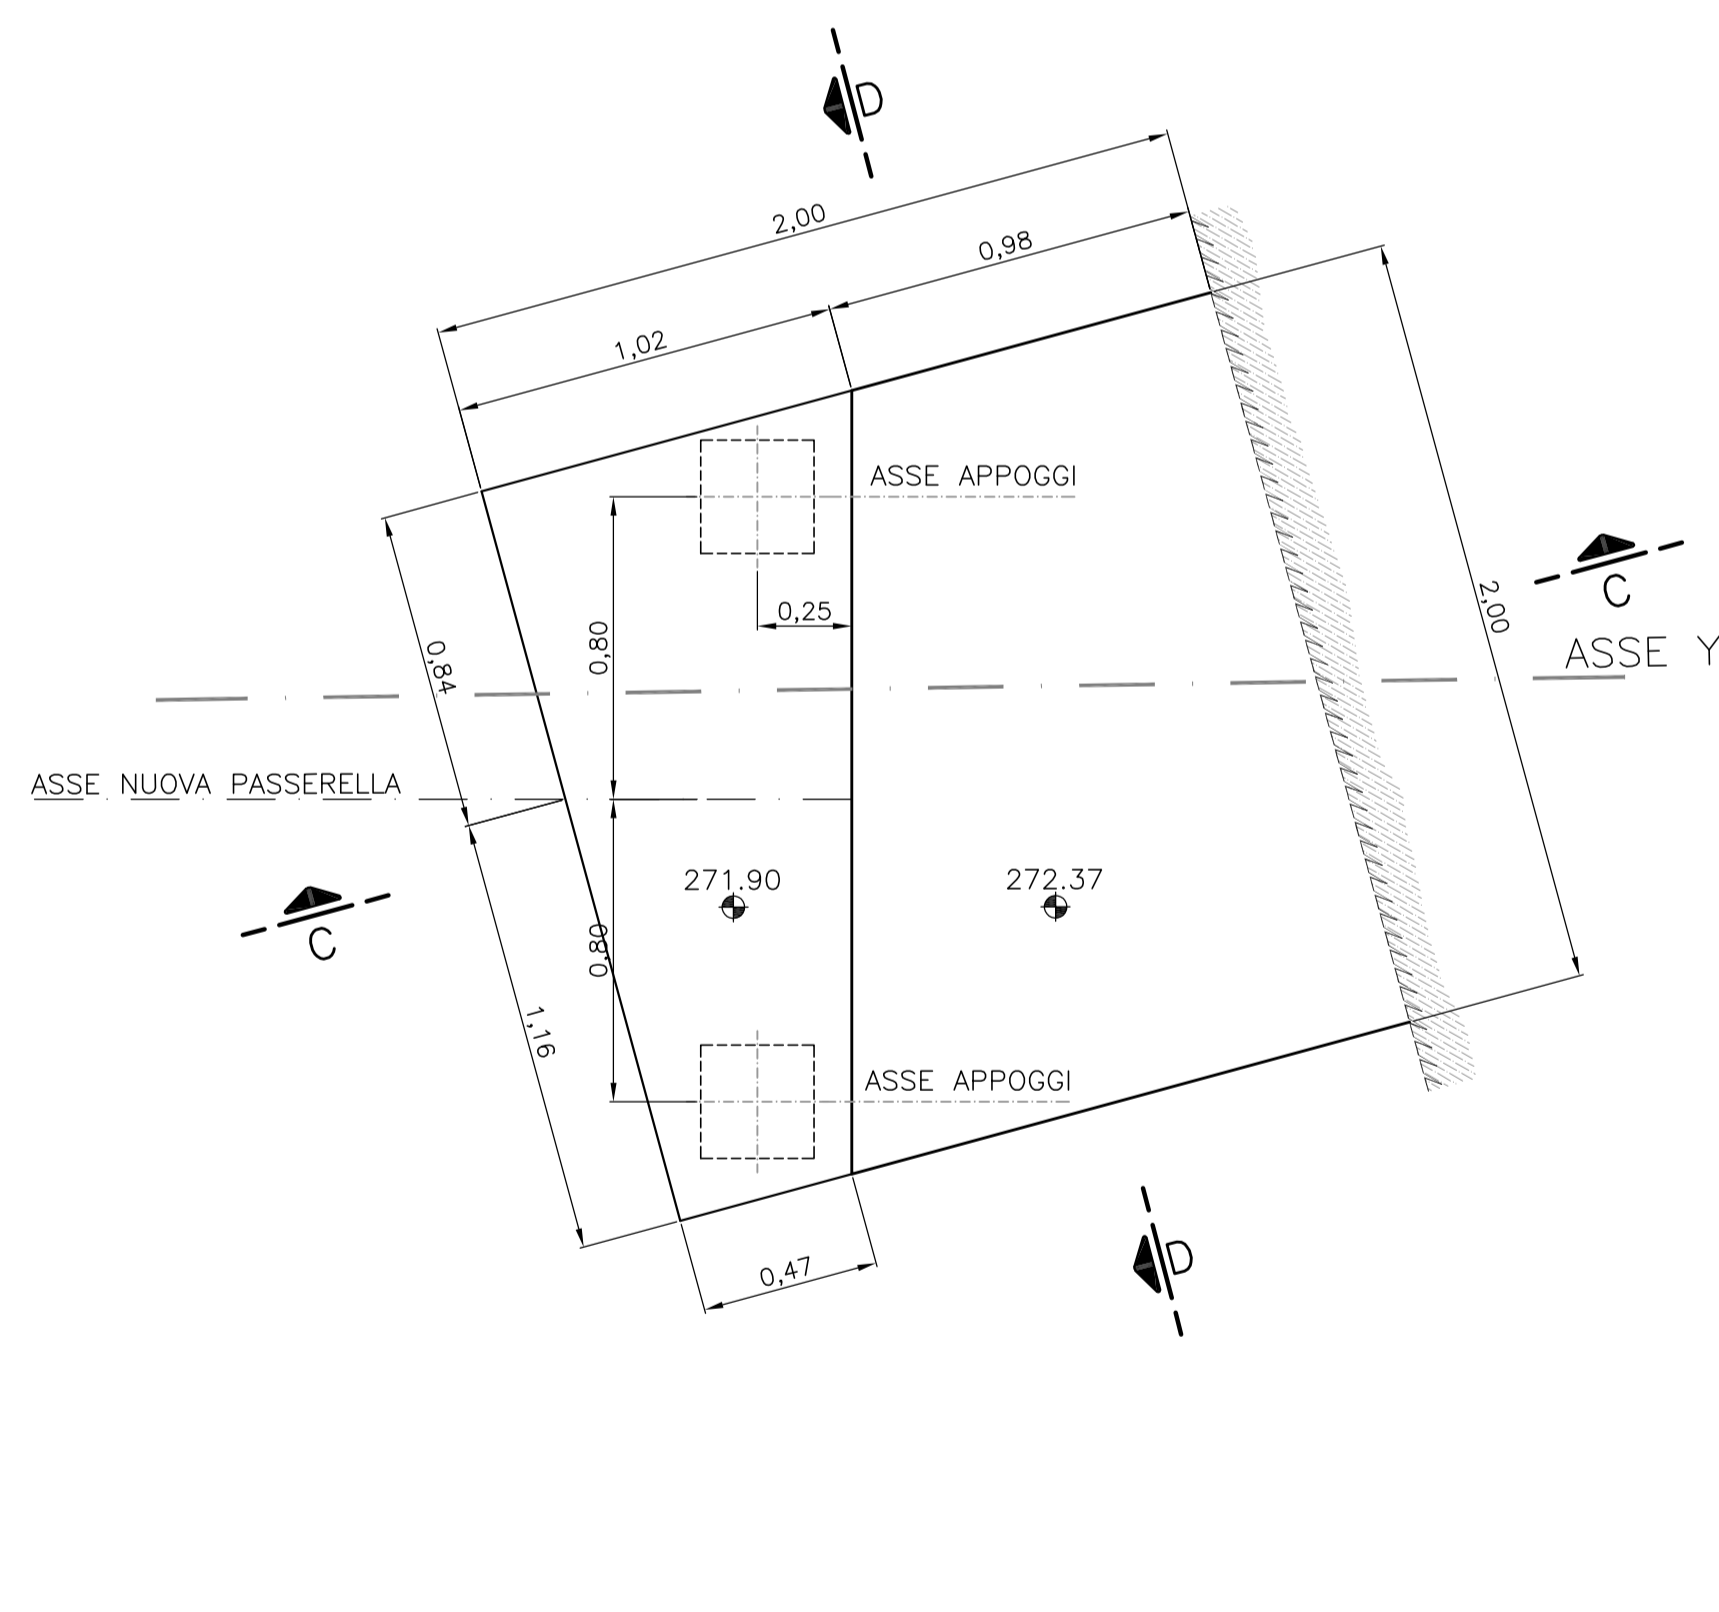 D
2,00
0,98
1,02
ASSE APPOGGI
C
0,25
0,80
2,00
0,84
ASSE Y
ASSE NUOVA PASSERELLA
271.90
272.37
C
0,80
1,16
ASSE APPOGGI
D
0,47